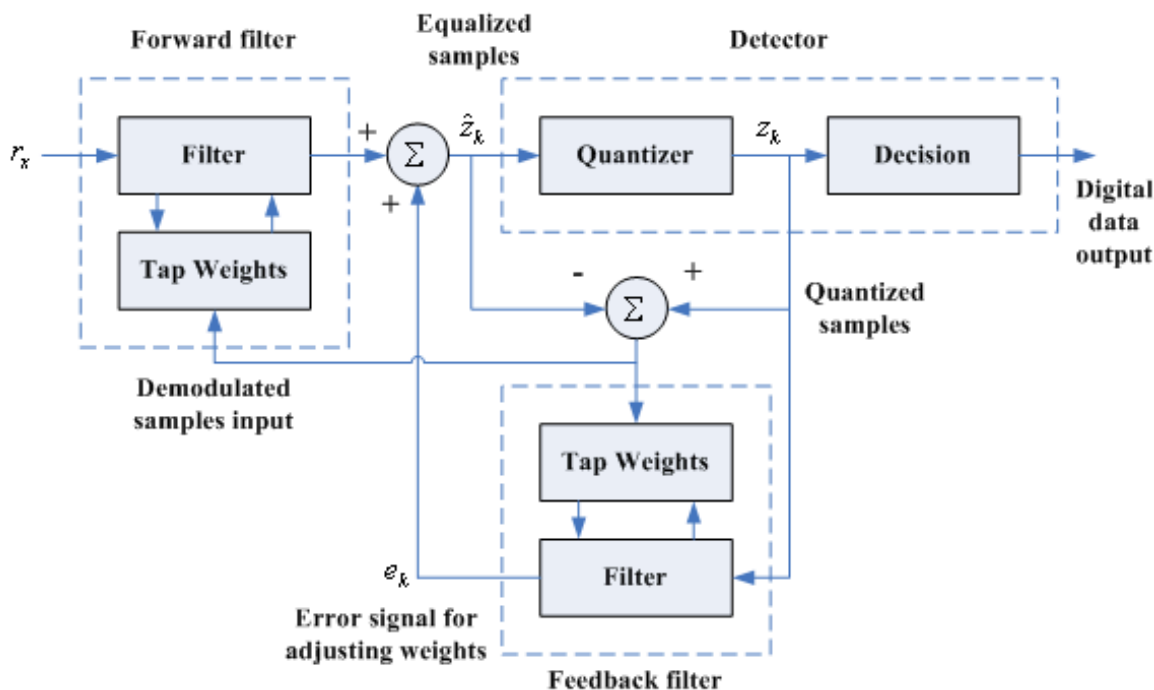 Forward filter
Equalized
samples
Detector
r_x
Filter
+
Σ
+
ẑ_k
Quantizer
z_k
Decision
Digital
data
output
Tap Weights
-
+
Σ
Quantized
samples
Demodulated
samples input
Tap Weights
Filter
e_k
Error signal for
adjusting weights
Feedback filter